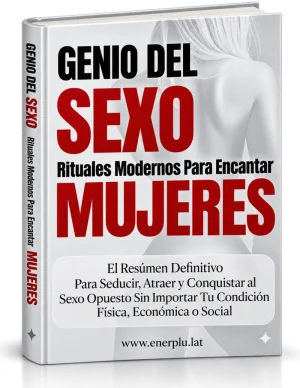 GENIO DEL
SEXO
Rituales Modernos Para Encantar
MUJERES
El Resúmen Definitivo
Para Seducir, Atraer y Conquistar al
Sexo Opuesto Sin Importar Tu Condición
Física, Económica o Social
www.enerplu.lat
GENIO DEL SEXO
Rituales Modernos Para Encantar
MUJERES